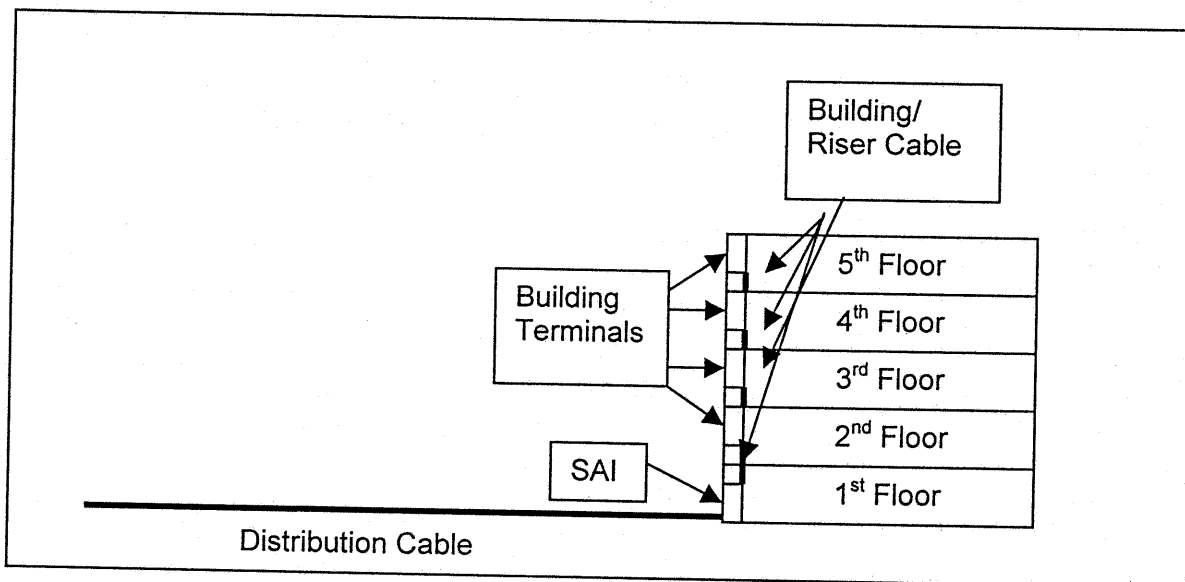 Building/
Riser Cable
5th Floor
Building
Terminals
4th Floor
3rd Floor
2nd Floor
SAI
1st Floor
Distribution Cable